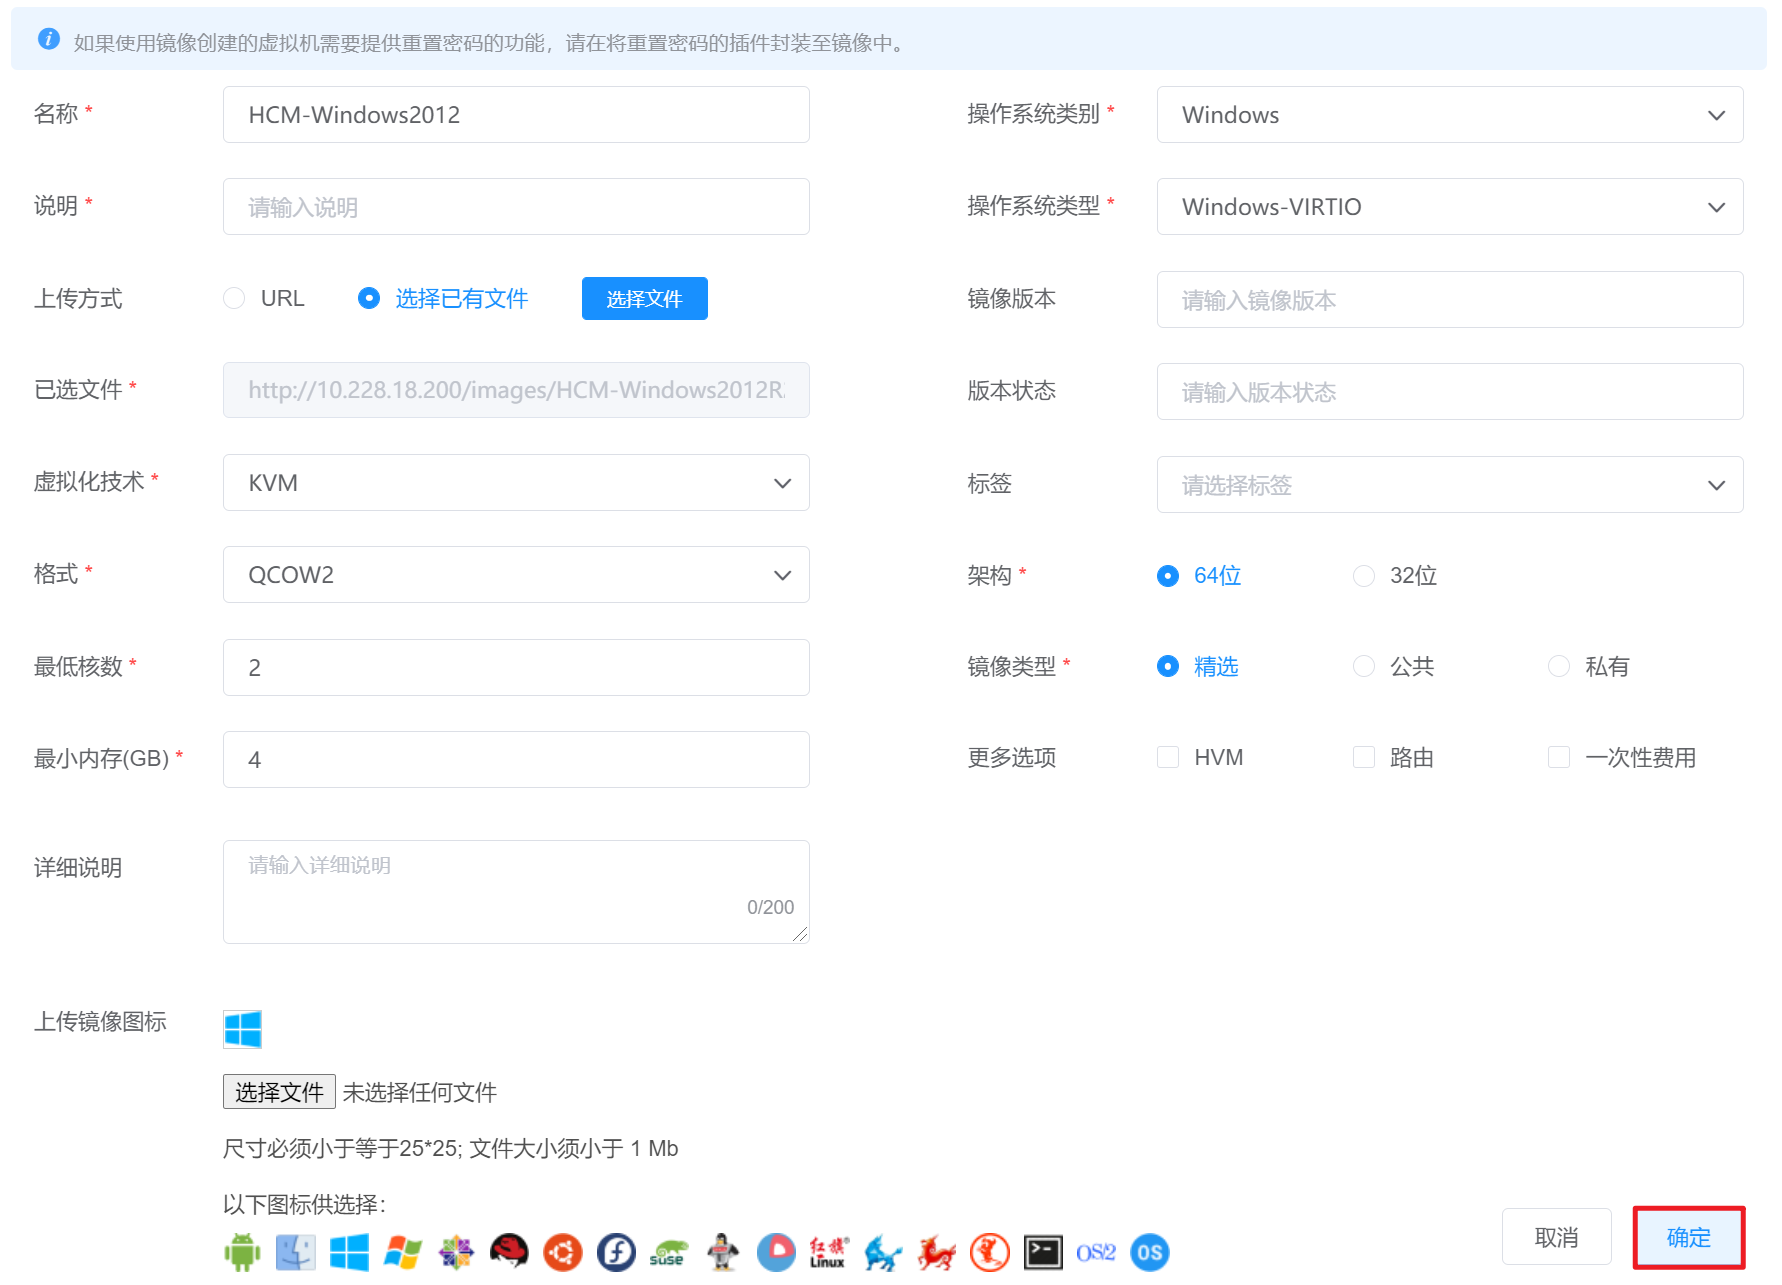 如果使用镜像创建的虚拟机需要提供重置密码的功能，请在将重置密码的插件封装至镜像中。
名称 * HCM-Windows2012 操作系统类别 * Windows
说明 * 请输入说明 操作系统类型 * Windows-VIRTIO
上传方式 URL 选择已有文件 选择文件 镜像版本 请输入镜像版本
已选文件 * http://10.228.18.200/images/HCM-Windows2012R 版本状态 请输入版本状态
虚拟化技术 * KVM 标签 请选择标签
格式 * QCOW2 架构 * 64位 32位
最低核数 * 2 镜像类型 * 精选 公共 私有
最小内存(GB) * 4 更多选项 HVM 路由 一次性费用
详细说明 请输入详细说明
0/200
上传镜像图标
选择文件 未选择任何文件
尺寸必须小于等于25*25; 文件大小须小于 1 Mb
以下图标供选择：
suse 红旗® Linux OS/2 OS
取消 确定